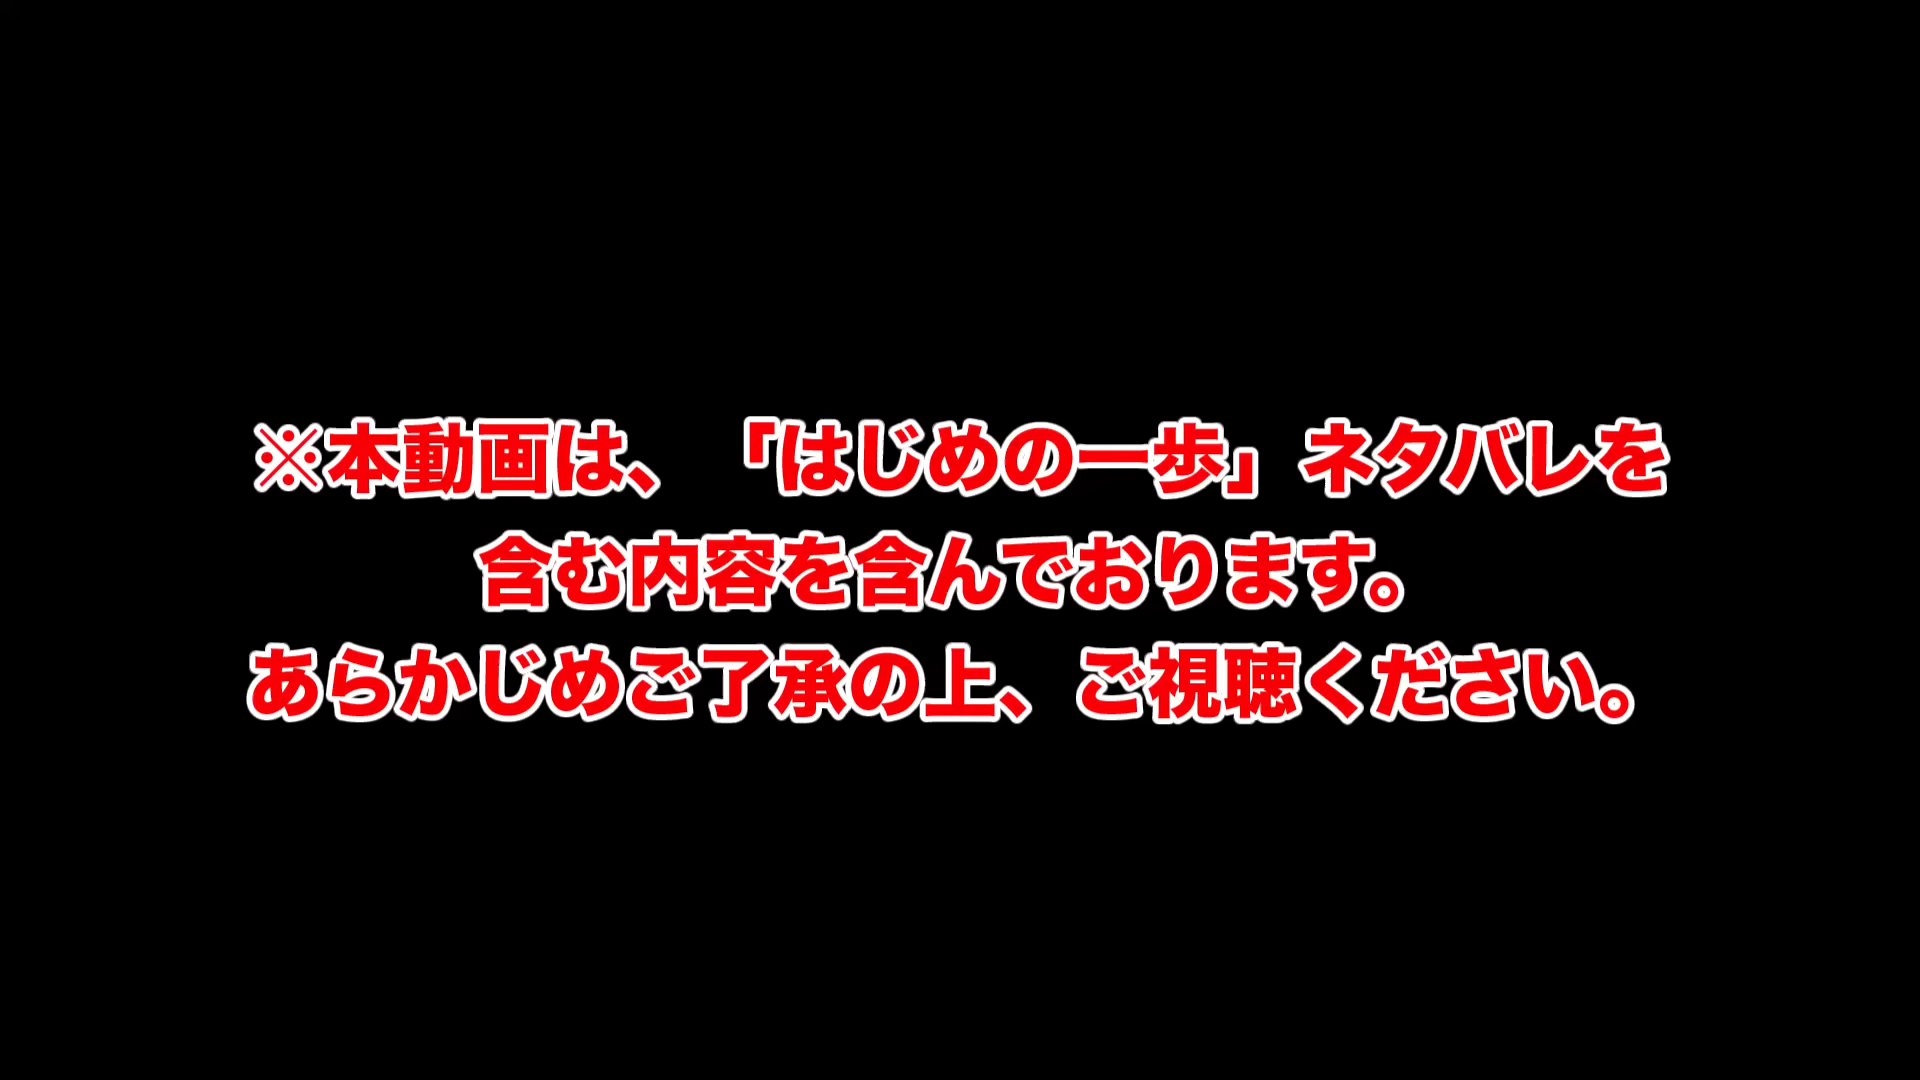 ※本動画は、「はじめの一歩」ネタバレを
含む内容を含んでおります。
あらかじめご了承の上、ご視聴ください。